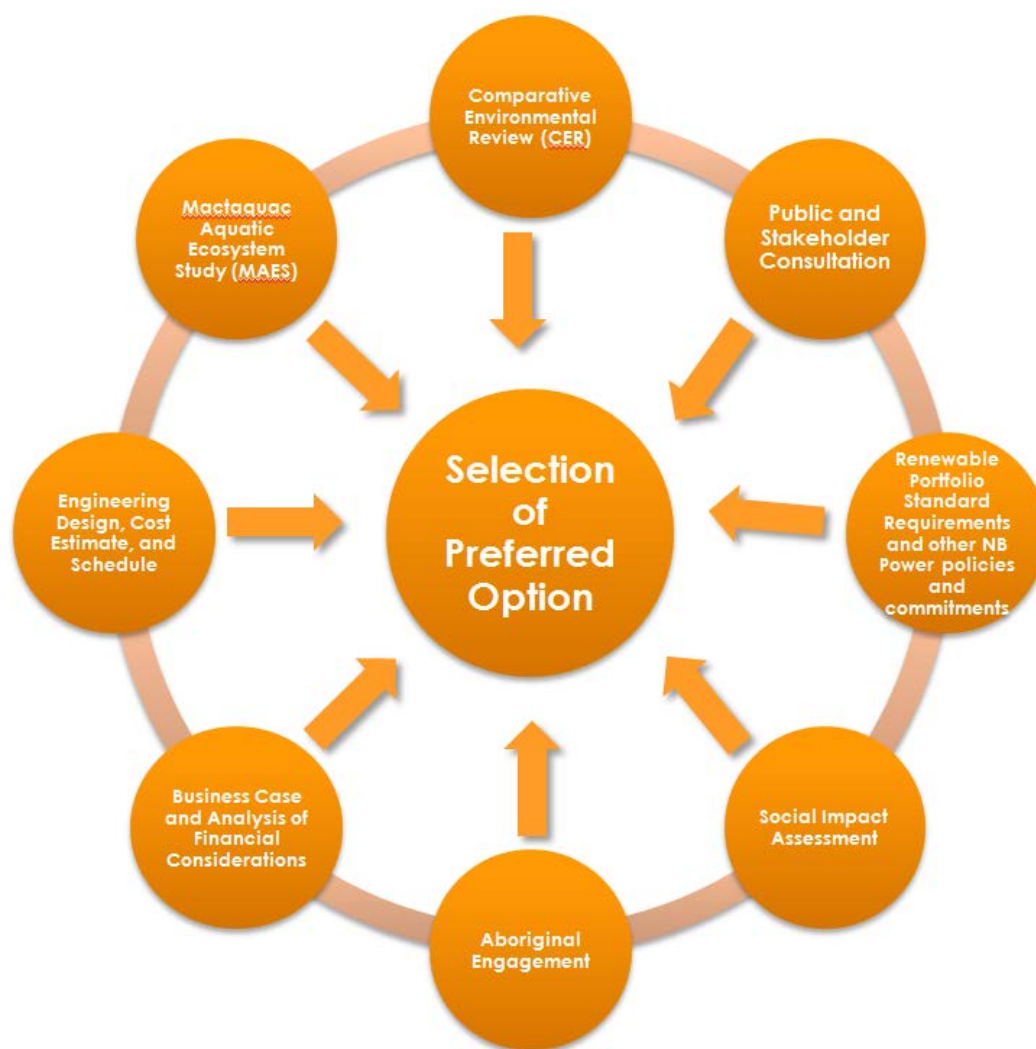 Comparative
Environmental
Review (CER)
Public and
Stakeholder
Consultation
Renewable
Portfolio
Standard
Requirements
and other NB
Power policies
and
commitments
Social Impact
Assessment
Aboriginal
Engagement
Business Case
and Analysis of
Financial
Considerations
Engineering
Design, Cost
Estimate, and
Schedule
Mactaquac
Aquatic
Ecosystem
Study (MAES)
Selection
of
Preferred
Option